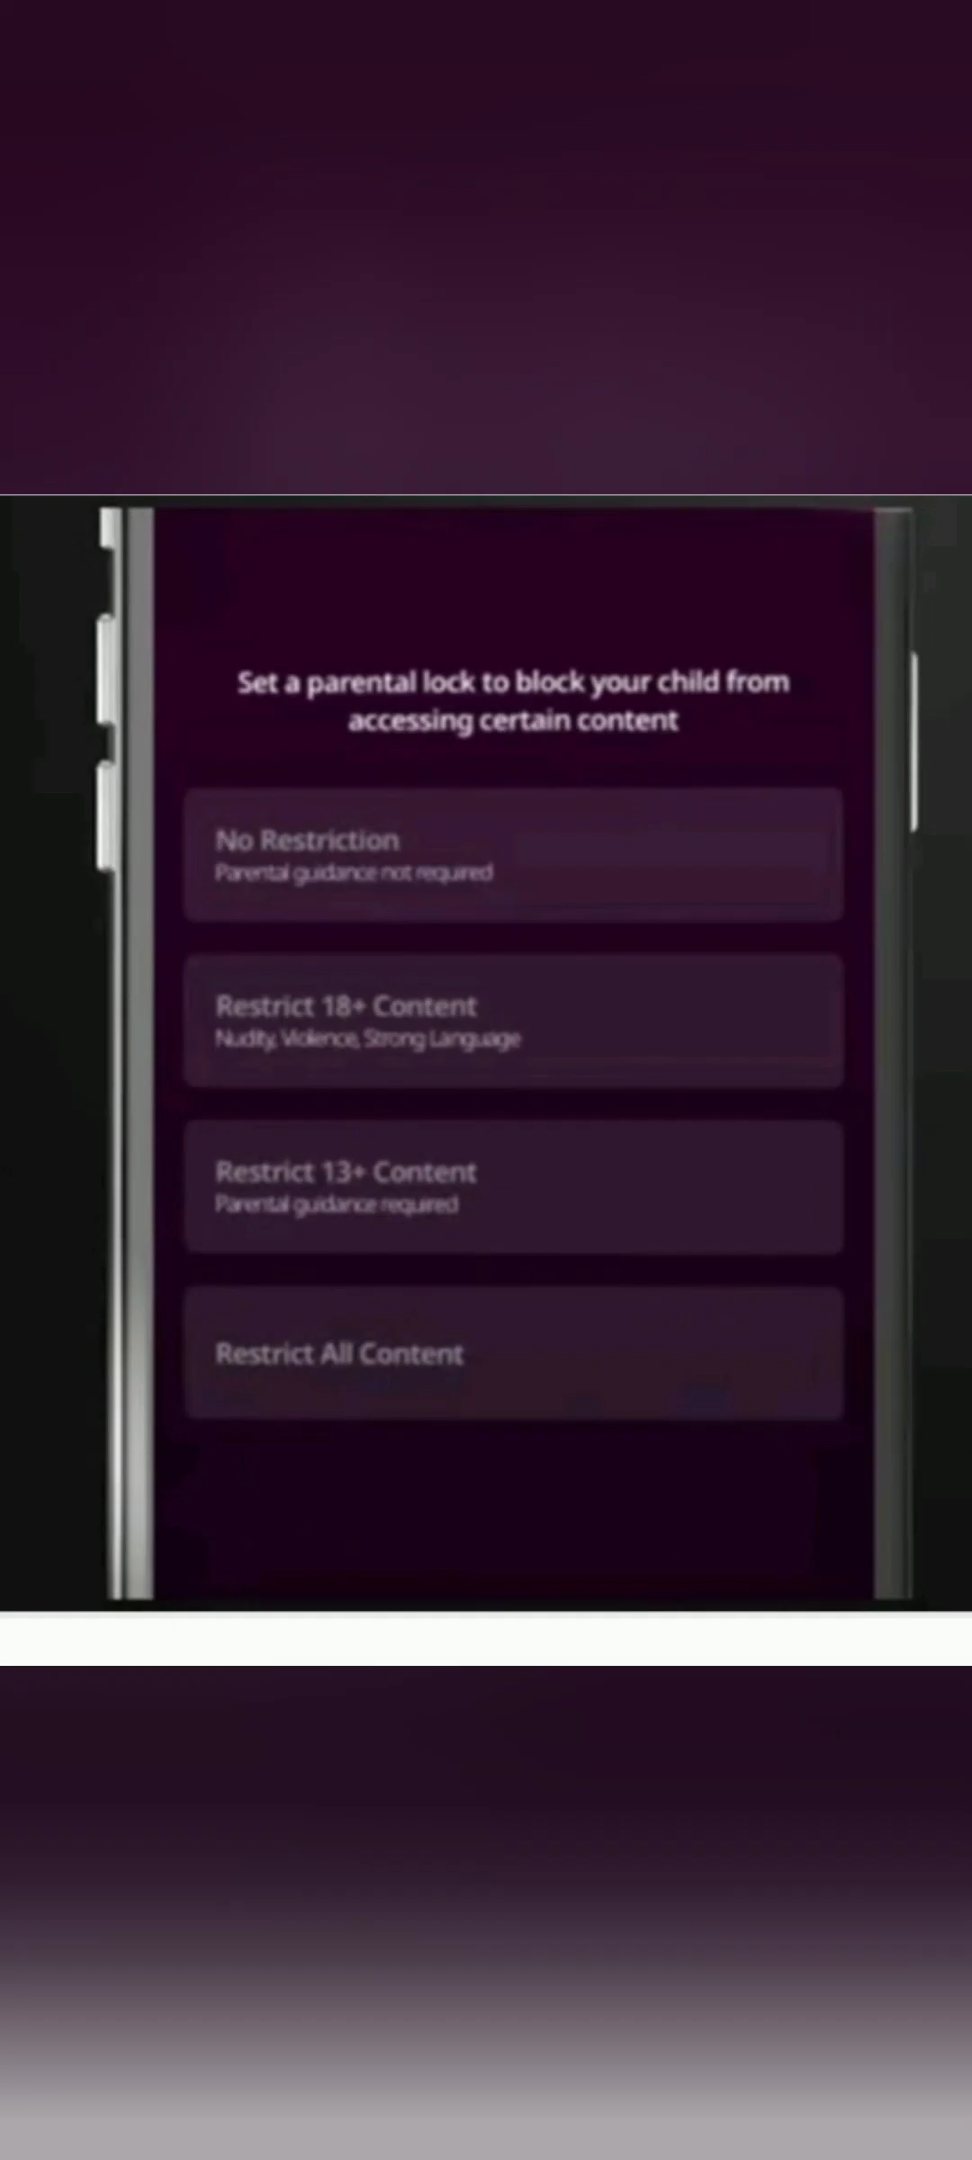 Set a parental lock to block your child from
accessing certain content
No Restriction
Parental guidance not required
Restrict 18+ Content
Nudity, Violence, Strong Language
Restrict 13+ Content
Parental guidance required
Restrict All Content